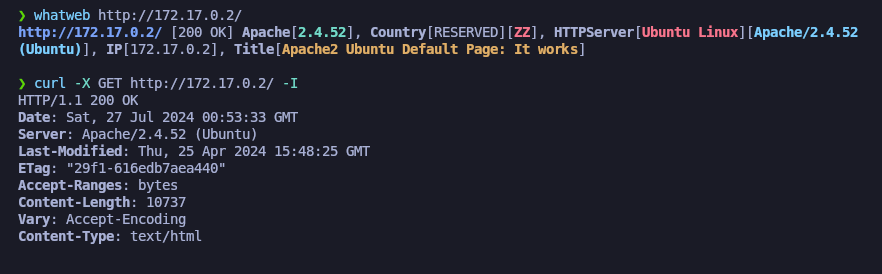 ❯ whatweb http://172.17.0.2/
http://172.17.0.2/ [200 OK] Apache[2.4.52], Country[RESERVED][ZZ], HTTPServer[Ubuntu Linux][Apache/2.4.52
(Ubuntu)], IP[172.17.0.2], Title[Apache2 Ubuntu Default Page: It works]
❯ curl -X GET http://172.17.0.2/ -I
HTTP/1.1 200 OK
Date: Sat, 27 Jul 2024 00:53:33 GMT
Server: Apache/2.4.52 (Ubuntu)
Last-Modified: Thu, 25 Apr 2024 15:48:25 GMT
ETag: "29f1-616edb7aea440"
Accept-Ranges: bytes
Content-Length: 10737
Vary: Accept-Encoding
Content-Type: text/html